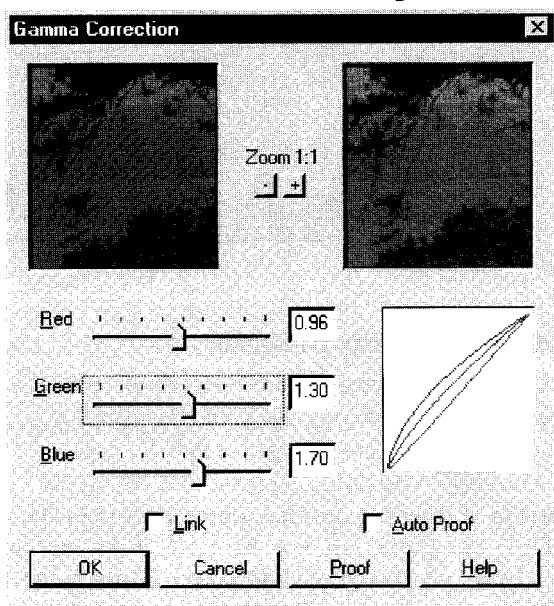 Gamma Correction
Zoom 1:1
- +
Red 0.96
Green 1.30
Blue 1.70
Link Auto Proof
OK Cancel Proof Help